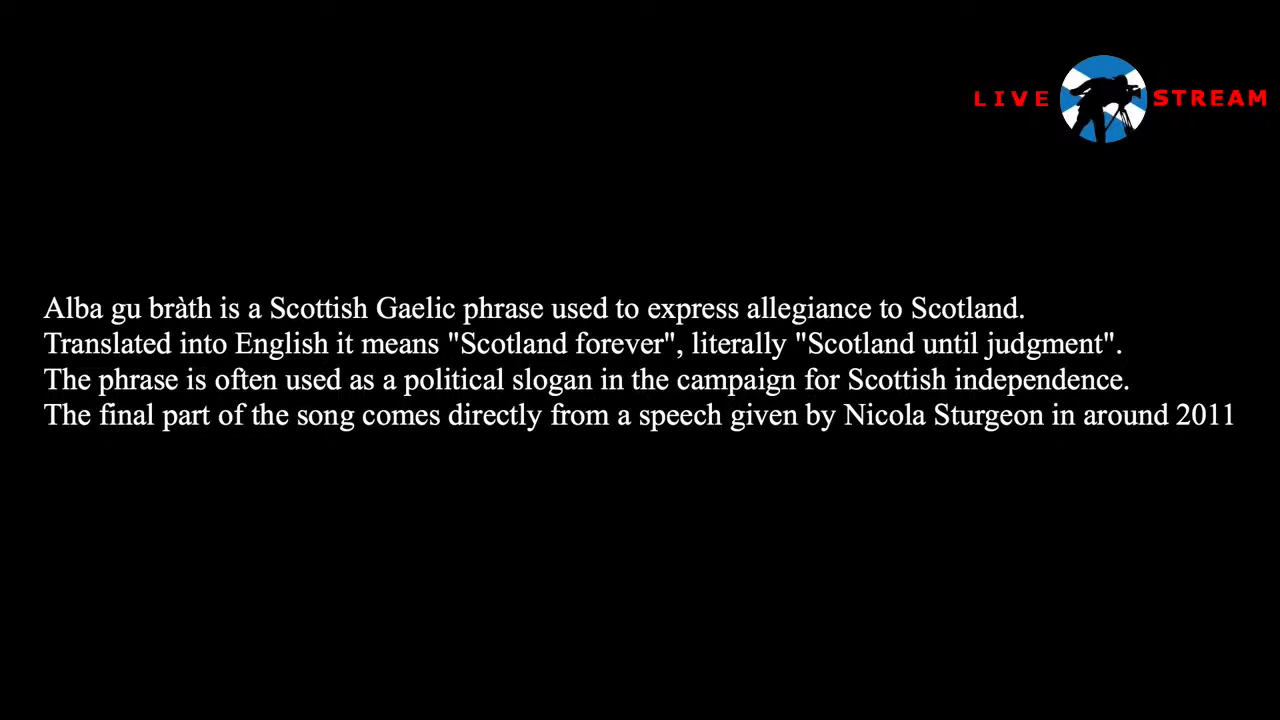 LIVE STREAM
Alba gu bràth is a Scottish Gaelic phrase used to express allegiance to Scotland.
Translated into English it means "Scotland forever", literally "Scotland until judgment".
The phrase is often used as a political slogan in the campaign for Scottish independence.
The final part of the song comes directly from a speech given by Nicola Sturgeon in around 2011